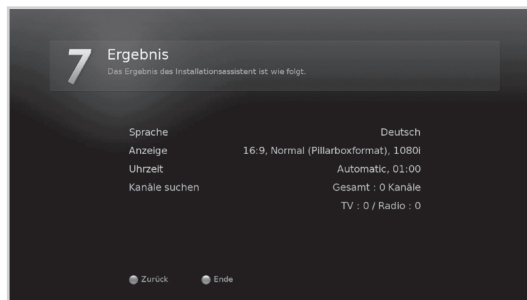 7 Ergebnis
Das Ergebnis des Installationsassistent ist wie folgt.
Sprache Deutsch
Anzeige 16:9, Normal (Pillarboxformat), 1080i
Uhrzeit Automatic, 01:00
Kanäle suchen Gesamt : 0 Kanäle
TV : 0 / Radio : 0
Zurück Ende